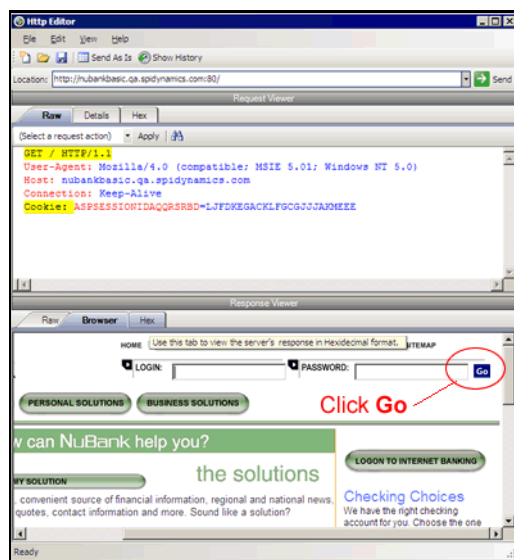 Http Editor
File Edit View Help
Send As Is Show History
Location: http://nubankbasic.qa.spidynamics.com:80/ Send
Request Viewer
Raw Details Hex
(Select a request action) Apply
GET / HTTP/1.1
User-Agent: Mozilla/4.0 (compatible; MSIE 5.01; Windows NT 5.0)
Host: nubankbasic.qa.spidynamics.com
Connection: Keep-Alive
Cookie: ASPSESSIONIDAQQRSRBD=LJFDKEGACKLFGCGJJJAKMEEE
Response Viewer
Raw Browser Hex
HOME Use this tab to view the server's response in Hexidecimal format. ITEMAP
LOGIN: PASSWORD: Go
PERSONAL SOLUTIONS BUSINESS SOLUTIONS
Click Go
w can NuBank help you?
MY SOLUTION
the solutions
LOGON TO INTERNET BANKING
, convenient source of financial information, regional and national news,
quotes, contact information and more. Sound like a solution?
Checking Choices
We have the right checking
account for you. Choose the one
Ready